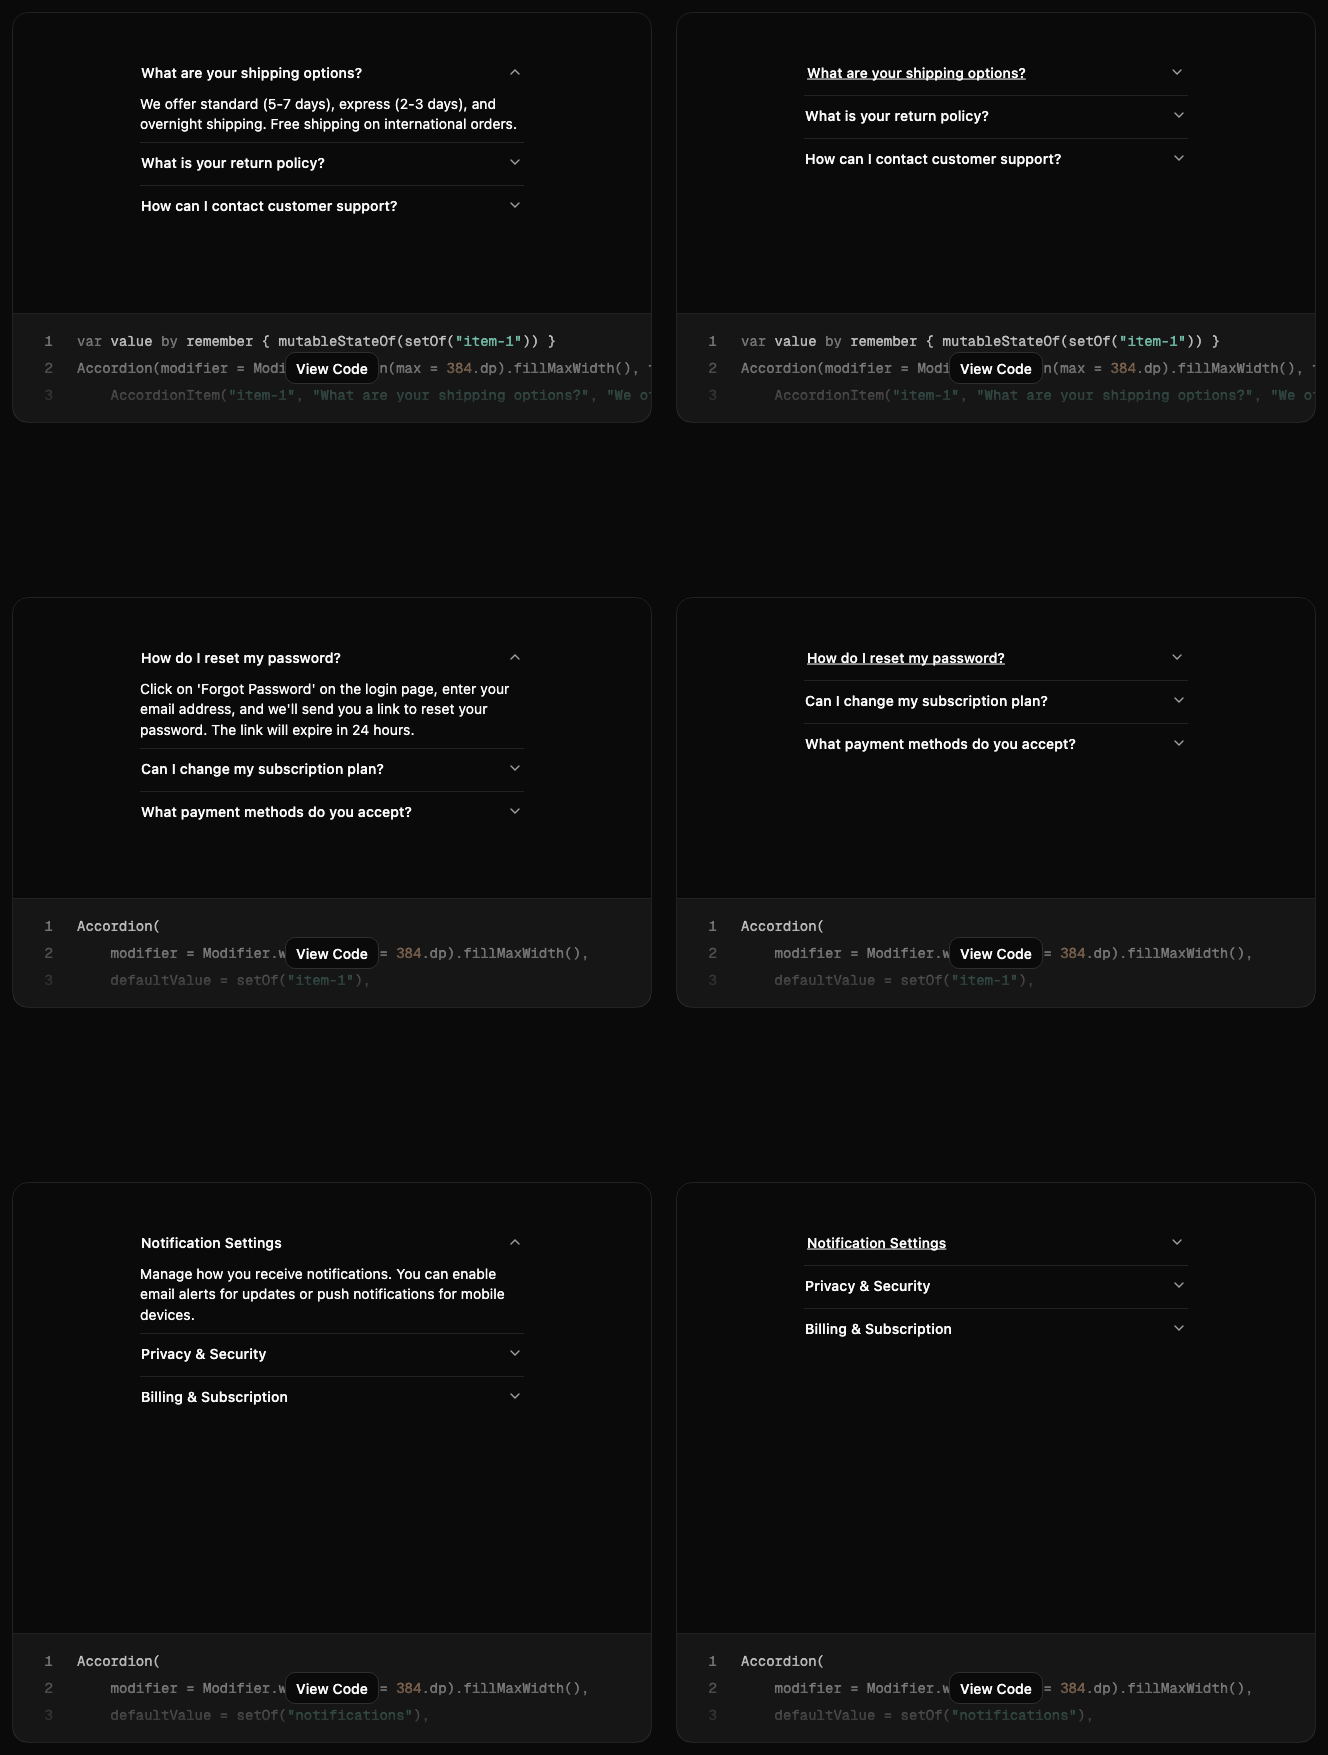 What are your shipping options?
We offer standard (5-7 days), express (2-3 days), and
overnight shipping. Free shipping on international orders.
What is your return policy?
How can I contact customer support?
1 var value by remember { mutableStateOf(setOf("item-1")) }
2 Accordion(modifier = Modi View Code n(max = 384.dp).fillMaxWidth(),
3 AccordionItem("item-1", "What are your shipping options?", "We
What are your shipping options?
What is your return policy?
How can I contact customer support?
1 var value by remember { mutableStateOf(setOf("item-1")) }
2 Accordion(modifier = Modi View Code n(max = 384.dp).fillMaxWidth(),
3 AccordionItem("item-1", "What are your shipping options?", "We
How do I reset my password?
Click on 'Forgot Password' on the login page, enter your
email address, and we'll send you a link to reset your
password. The link will expire in 24 hours.
Can I change my subscription plan?
What payment methods do you accept?
1 Accordion(
2 modifier = Modifier.w View Code = 384.dp).fillMaxWidth(),
3 defaultValue = setOf("item-1"),
How do I reset my password?
Can I change my subscription plan?
What payment methods do you accept?
1 Accordion(
2 modifier = Modifier.w View Code = 384.dp).fillMaxWidth(),
3 defaultValue = setOf("item-1"),
Notification Settings
Manage how you receive notifications. You can enable
email alerts for updates or push notifications for mobile
devices.
Privacy & Security
Billing & Subscription
1 Accordion(
2 modifier = Modifier.w View Code = 384.dp).fillMaxWidth(),
3 defaultValue = setOf("notifications"),
Notification Settings
Privacy & Security
Billing & Subscription
1 Accordion(
2 modifier = Modifier.w View Code = 384.dp).fillMaxWidth(),
3 defaultValue = setOf("notifications"),